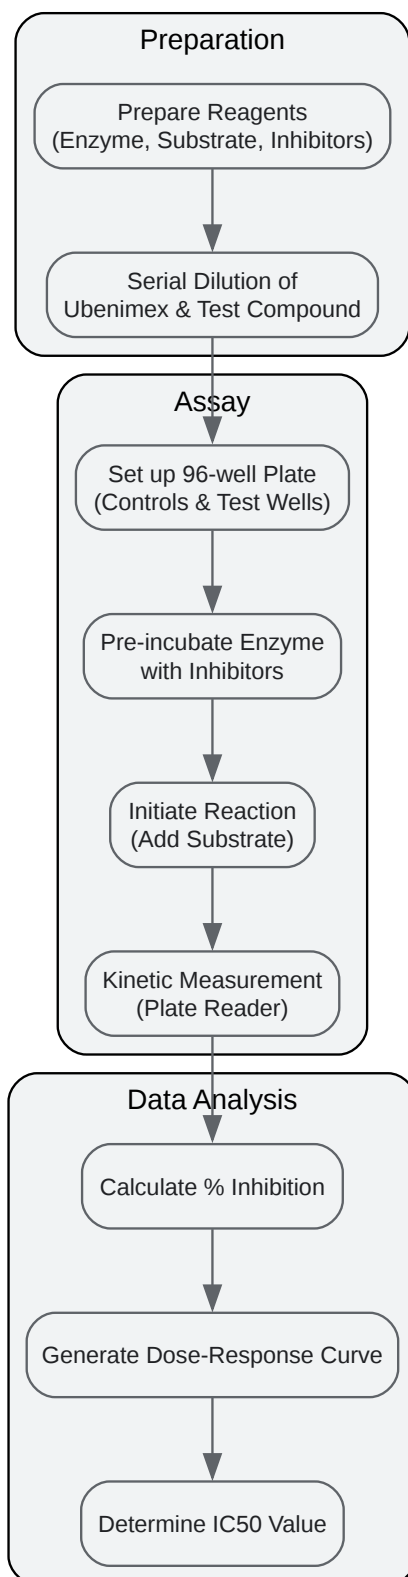 Preparation
Prepare Reagents
(Enzyme, Substrate, Inhibitors)
Serial Dilution of
Ubenimex & Test Compound
Assay
Set up 96-well Plate
(Controls & Test Wells)
Pre-incubate Enzyme
with Inhibitors
Initiate Reaction
(Add Substrate)
Kinetic Measurement
(Plate Reader)
Data Analysis
Calculate % Inhibition
Generate Dose-Response Curve
Determine IC50 Value